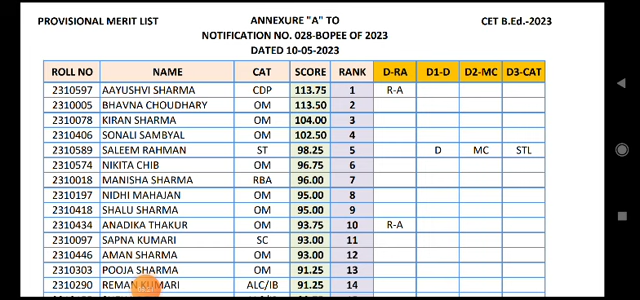 PROVISIONAL MERIT LIST ANNEXURE "A" TO CET B.Ed.-2023
NOTIFICATION NO. 028-BOPEE OF 2023
DATED 10-05-2023
ROLL NO NAME CAT SCORE RANK D-RA D1-D D2-MC D3-CAT
2310597 AAYUSHVI SHARMA CDP 113.75 1 R-A
2310005 BHAVNA CHOUDHARY OM 113.50 2
2310078 KIRAN SHARMA OM 104.00 3
2310406 SONALI SAMBYAL OM 102.50 4
2310589 SALEEM RAHMAN ST 98.25 5 D MC STL
2310574 NIKITA CHIB OM 96.75 6
2310018 MANISHA SHARMA RBA 96.00 7
2310197 NIDHI MAHAJAN OM 95.00 8
2310418 SHALU SHARMA OM 95.00 9
2310434 ANADIKA THAKUR OM 93.75 10 R-A
2310097 SAPNA KUMARI SC 93.00 11
2310446 AMAN SHARMA OM 93.00 12
2310303 POOJA SHARMA OM 91.25 13
2310290 REMAN KUMARI ALC/IB 91.25 14